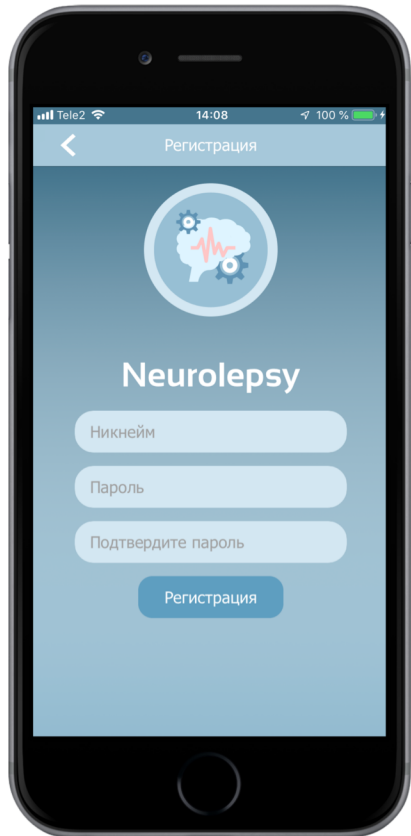 Tele2 14:08 100 %
Регистрация
Neurolepsy
Никнейм
Пароль
Подтвердите пароль
Регистрация